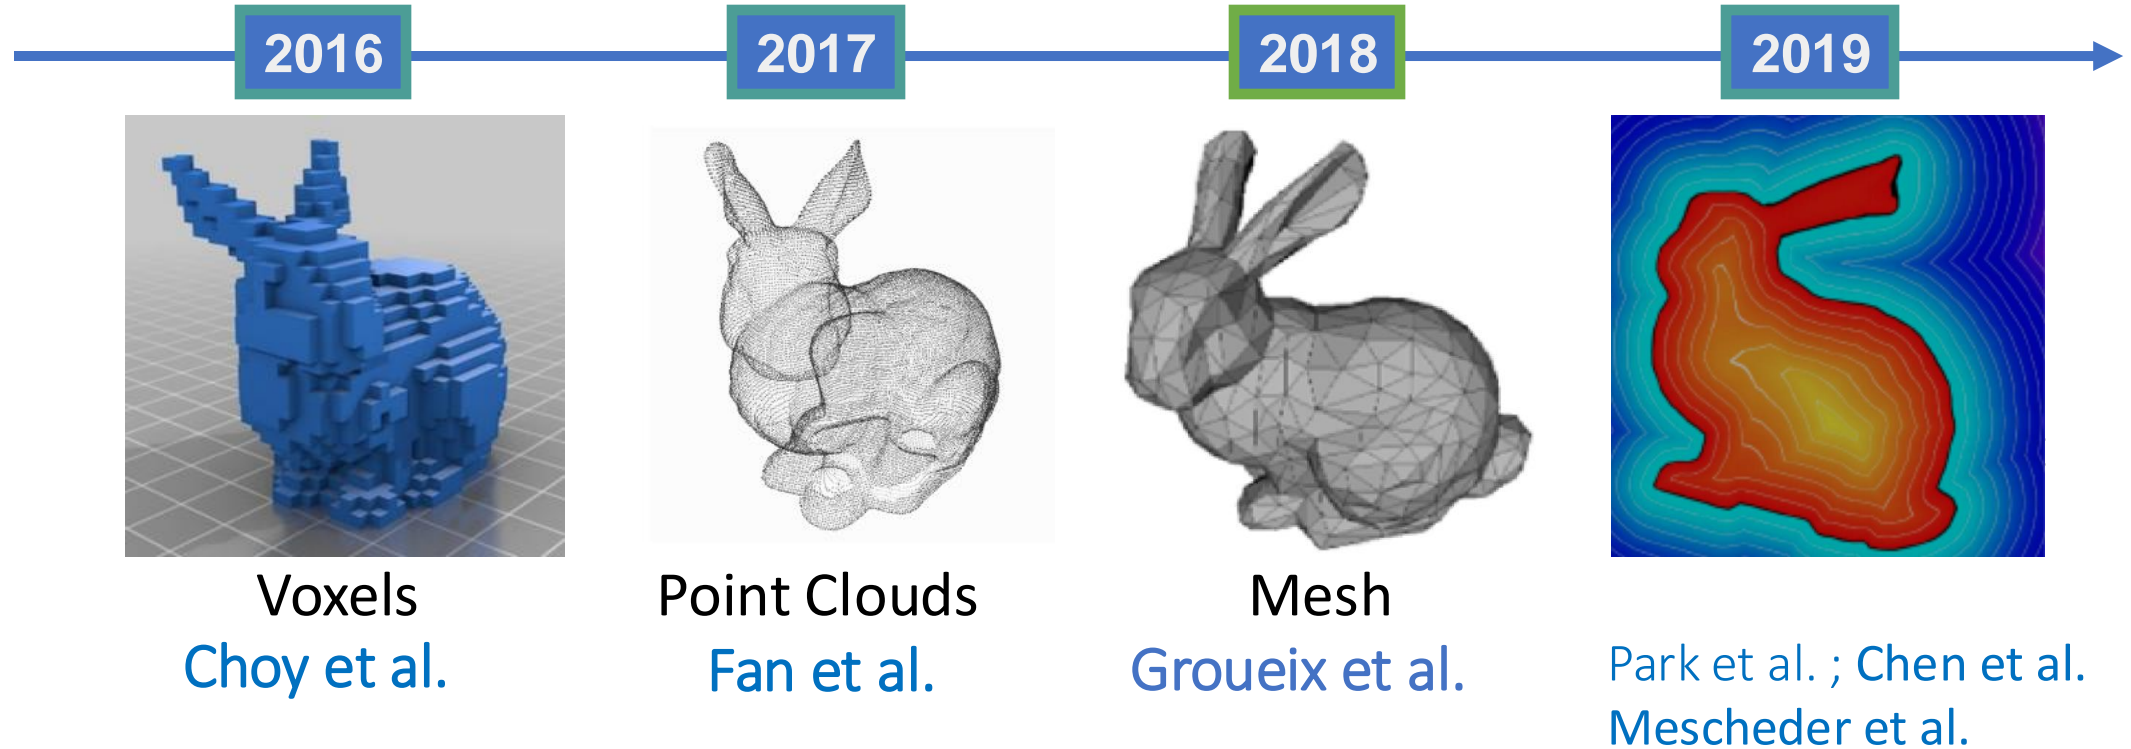 2016
2017
2018
2019
Voxels
Point Clouds
Mesh
Choy et al.
Fan et al.
Groueix et al.
Park et al. ; Chen et al.
Mescheder et al.